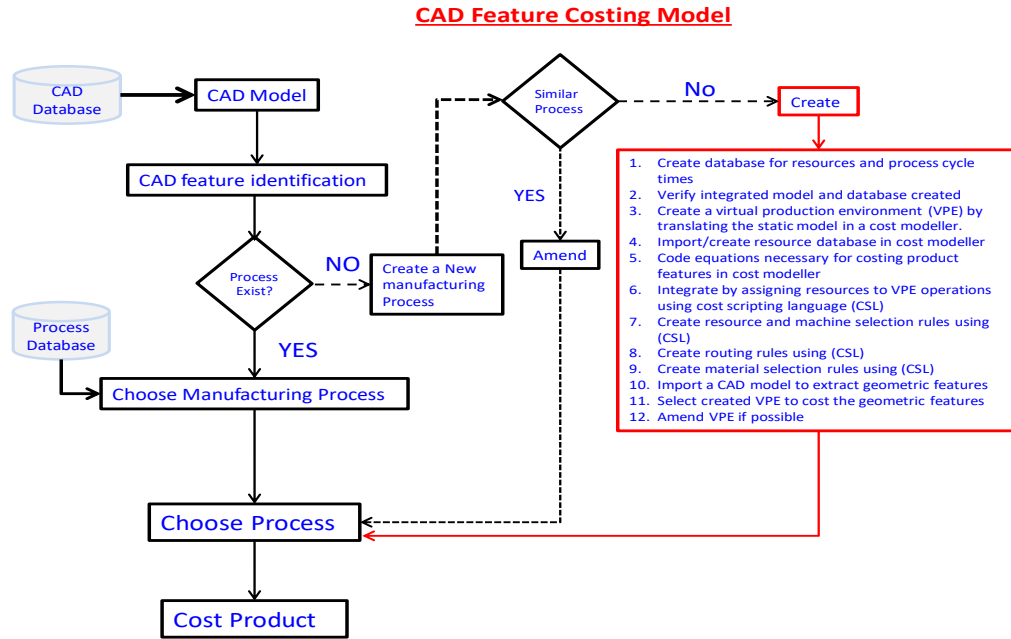 CAD Feature Costing Model
CAD
Database
CAD Model
CAD feature identification
Process
Exist?
NO
Create a New
manufacturing
Process
YES
Process
Database
Choose Manufacturing Process
Choose Process
Cost Product
Similar
Process
No
YES
Amend
Create
1. Create database for resources and process cycle
times
2. Verify integrated model and database created
3. Create a virtual production environment (VPE) by
translating the static model in a cost modeller.
4. Import/create resource database in cost modeller
5. Code equations necessary for costing product
features in cost modeller
6. Integrate by assigning resources to VPE operations
using cost scripting language (CSL)
7. Create resource and machine selection rules using
(CSL)
8. Create routing rules using (CSL)
9. Create material selection rules using (CSL)
10. Import a CAD model to extract geometric features
11. Select created VPE to cost the geometric features
12. Amend VPE if possible